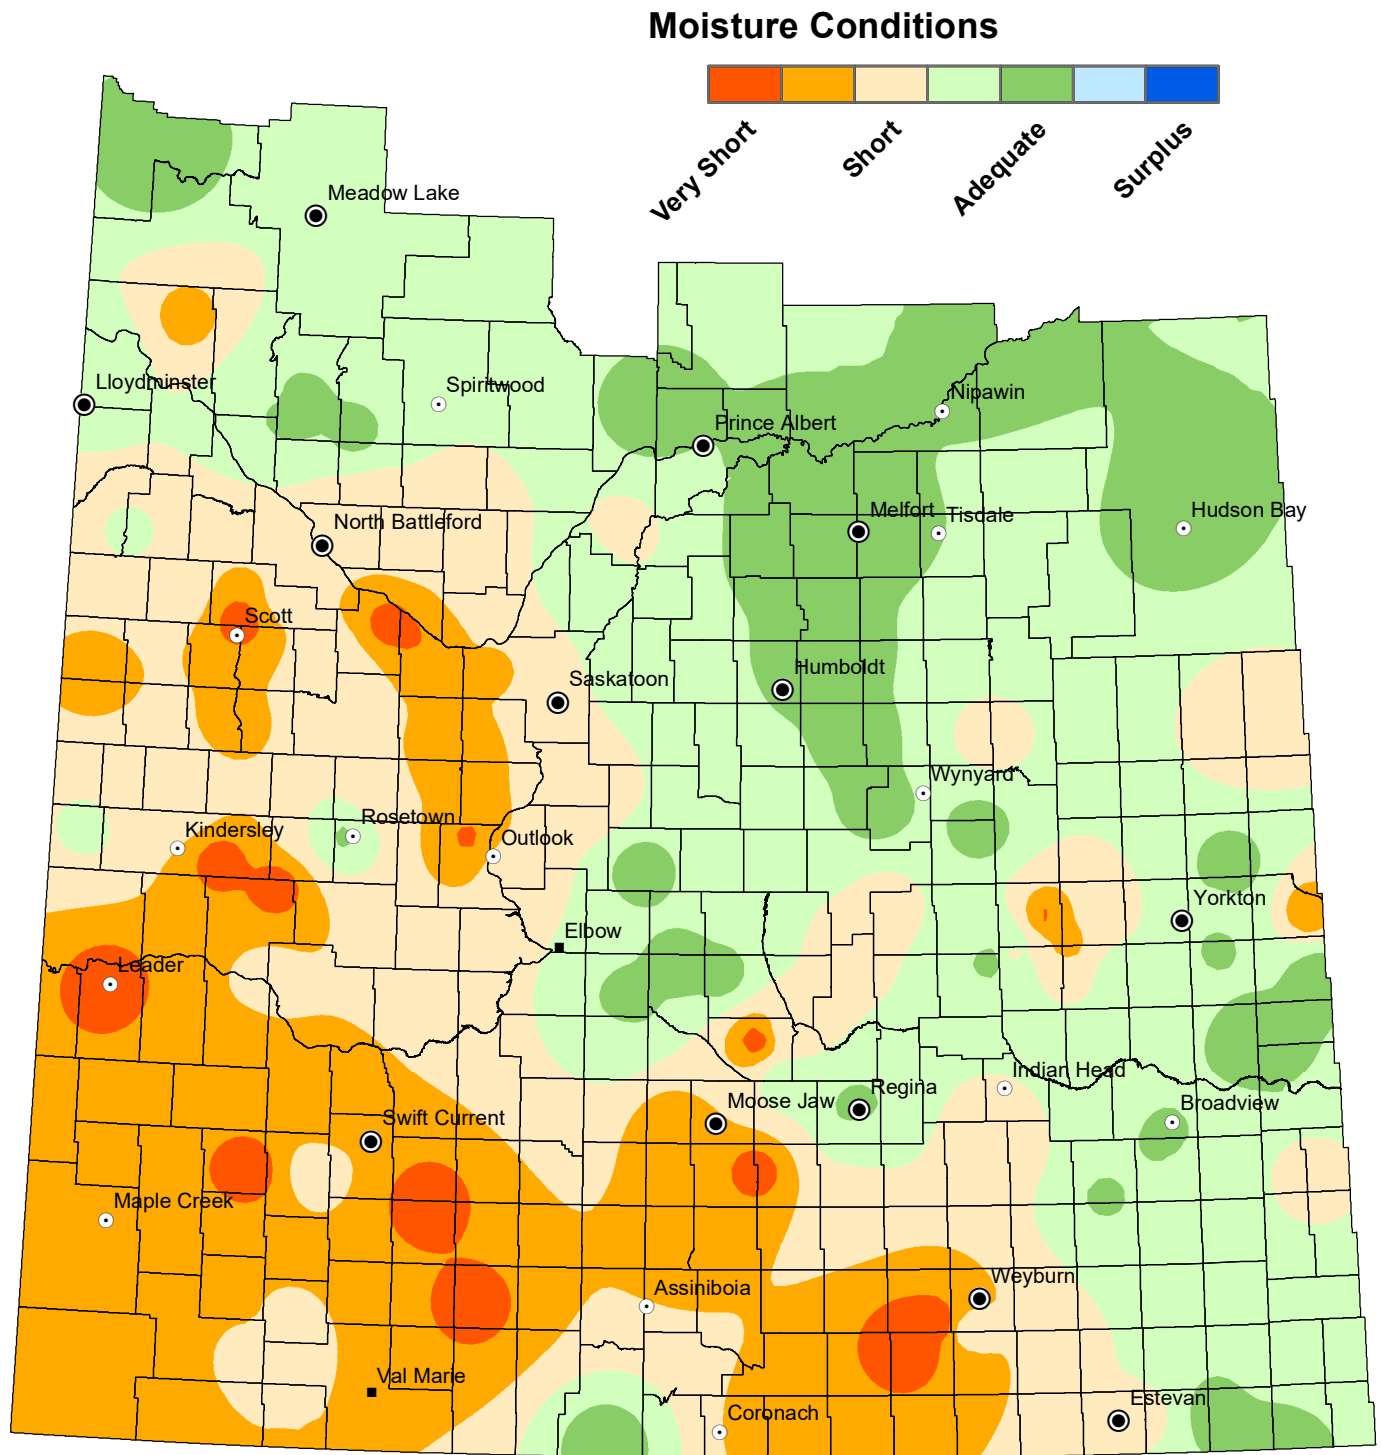 Moisture Conditions
Very Short
Short
Adequate
Surplus
Meadow Lake
Lloydminster
Spiritwood
Nipawin
Prince Albert
North Battleford
Melfort
Tisdale
Hudson Bay
Scott
Saskatoon
Humboldt
Wynyard
Kindersley
Rosetown
Outlook
Yorkton
Elbow
Leader
Indian Head
Regina
Moose Jaw
Broadview
Swift Current
Maple Creek
Assiniboia
Weyburn
Val Marie
Coronach
Estevan